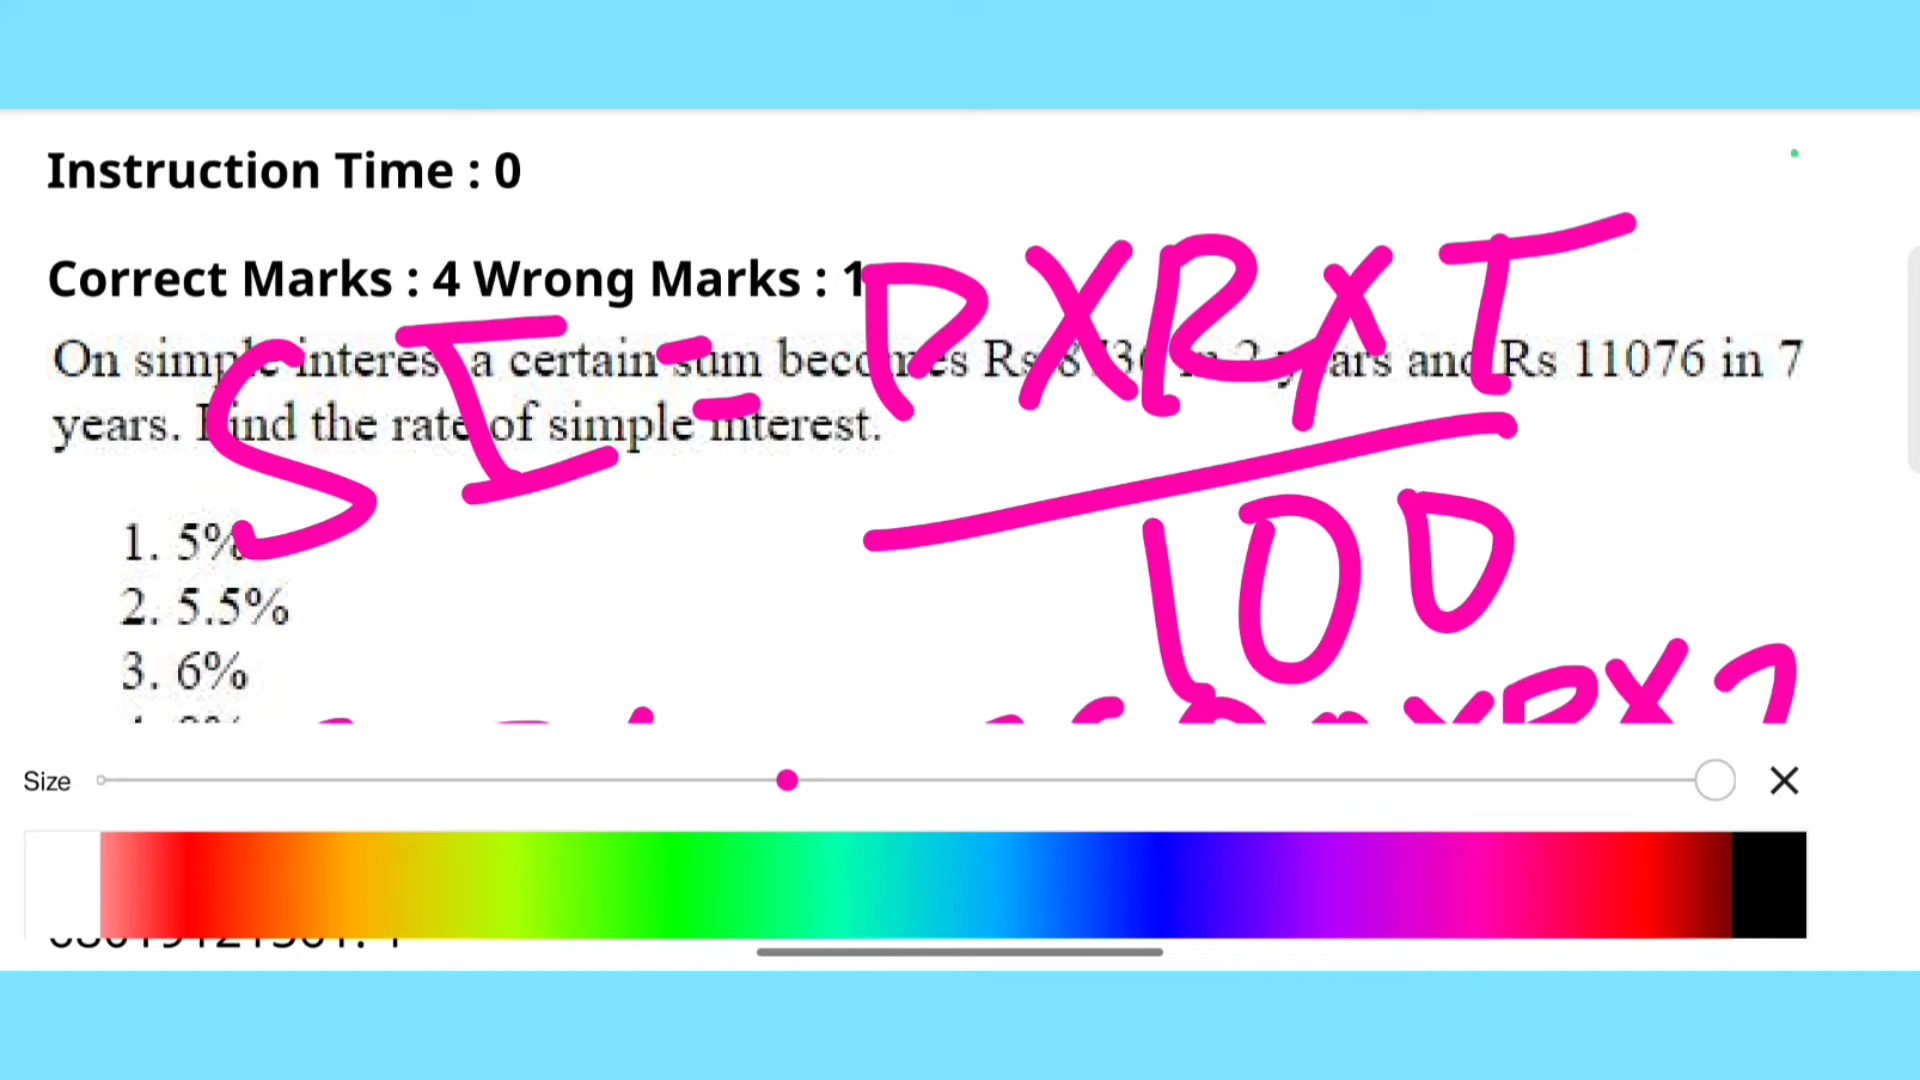 Instruction Time : 0
Correct Marks : 4 Wrong Marks : 1
On simple interest a certain sum becomes Rs in 2 years and Rs 11076 in 7
years. Find the rate of simple interest.
SI = PXRXT
100
1. 5%
2. 5.5%
3. 6%
Size